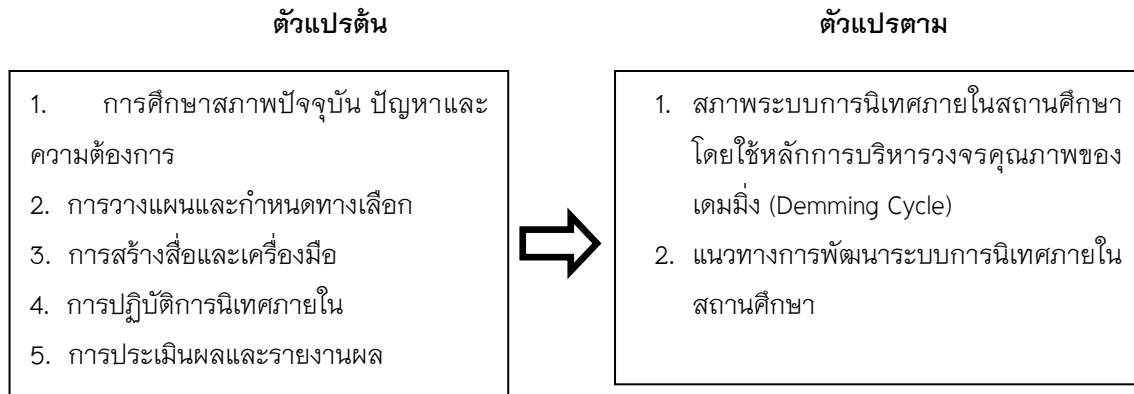 ตัวแปรต้น
1. การศึกษาสภาพปัจจุบัน ปัญหาและ
ความต้องการ
2. การวางแผนและกำหนดทางเลือก
3. การสร้างสื่อและเครื่องมือ
4. การปฏิบัติการนิเทศภายใน
5. การประเมินผลและรายงานผล
ตัวแปรตาม
1. สภาพระบบการนิเทศภายในสถานศึกษา
โดยใช้หลักการบริหารวงจรคุณภาพของ
เดมมิ่ง (Demming Cycle)
2. แนวทางการพัฒนาระบบการนิเทศภายใน
สถานศึกษา